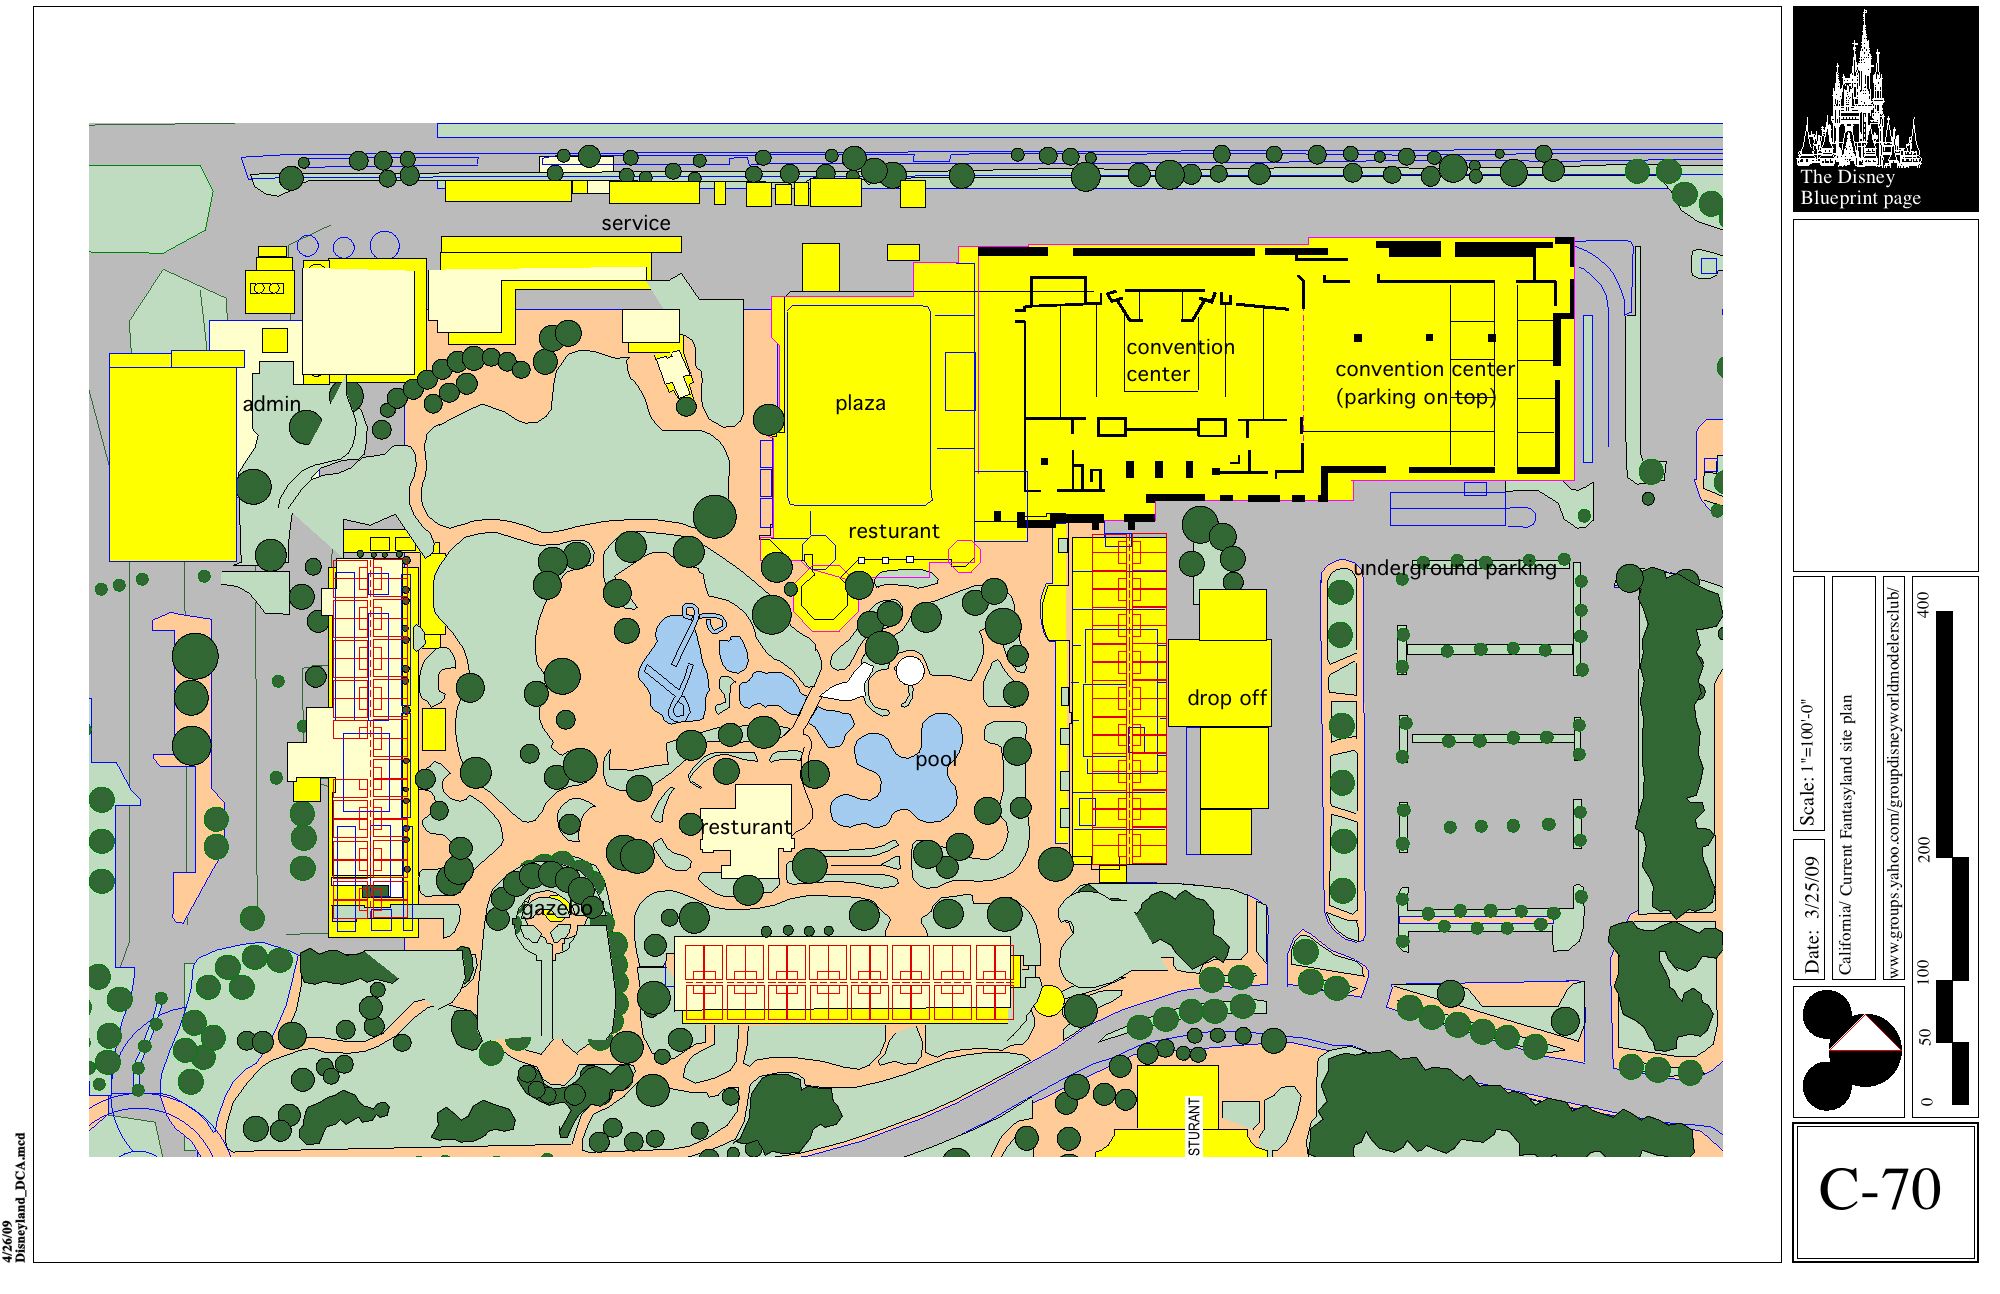 service
admin
plaza
convention
center
convention center
(parking on top)
resturant
underground parking
drop off
pool
resturant
gazebo
STURANT
4/26/09
Disneyland_DCA.mcd
The Disney
Blueprint page
Scale: 1"=100'-0"
Date: 3/25/09
California/ Current Fantasyland site plan
www.groups.yahoo.com/groupdisneyworldmodelersclub/
400
200
100
50
0
C-70